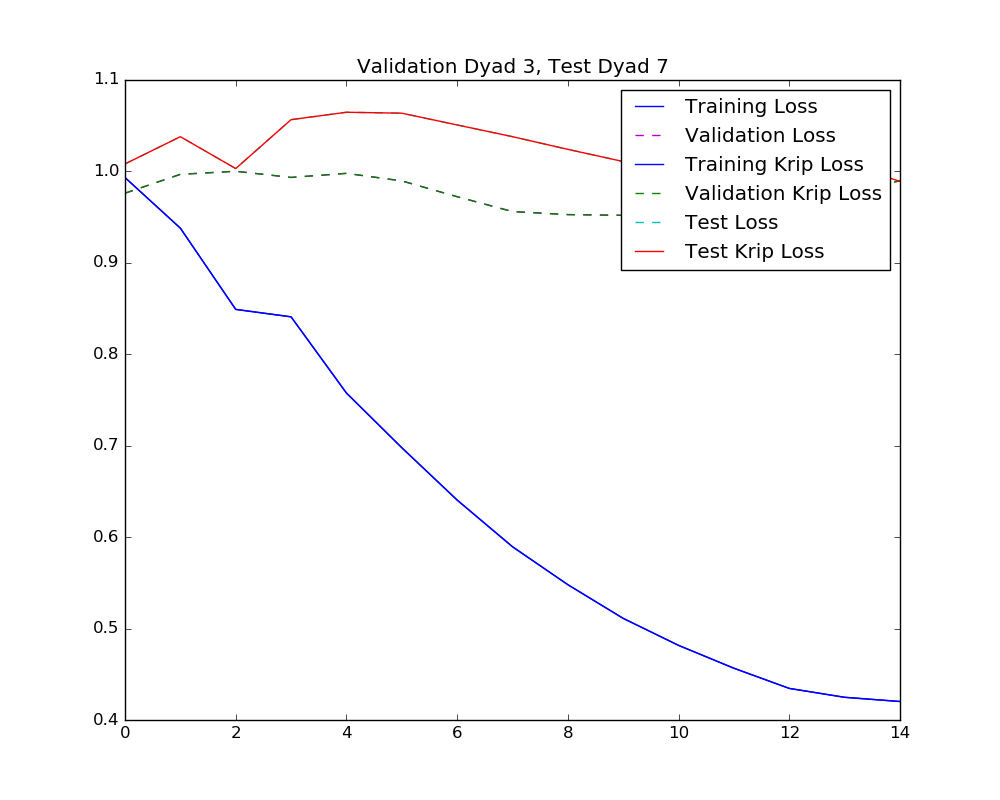 Validation Dyad 3, Test Dyad 7
1.1
1.0
0.9
0.8
0.7
0.6
0.5
0.4
Training Loss
Validation Loss
Training Krip Loss
Validation Krip Loss
Test Loss
Test Krip Loss
0 2 4 6 8 10 12 14